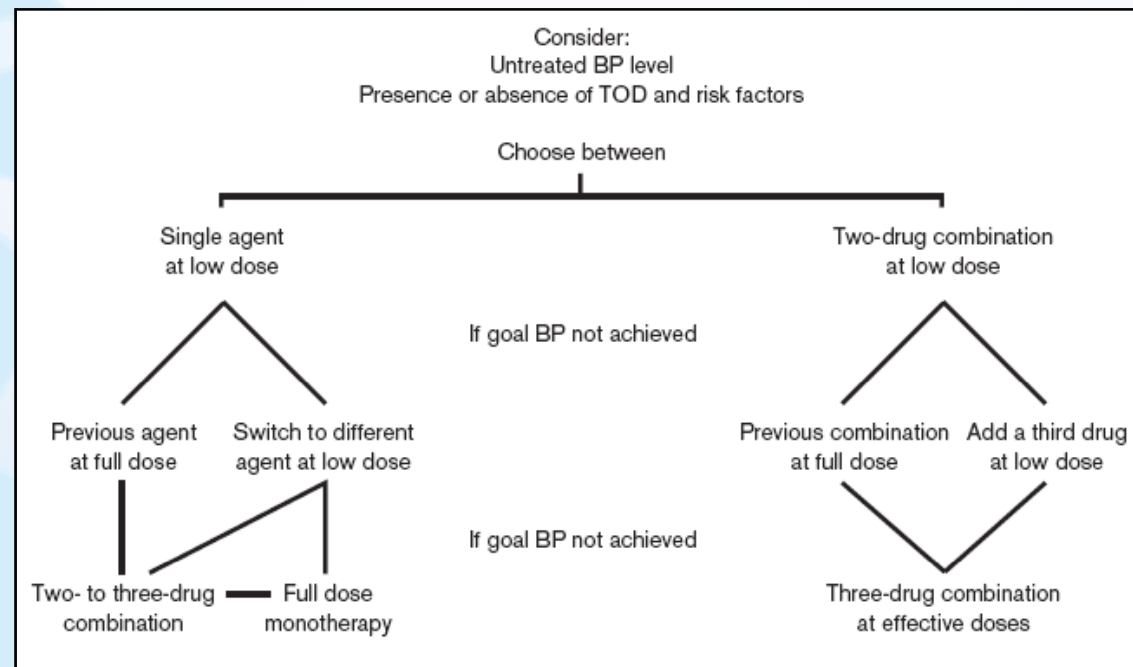 Consider:
Untreated BP level
Presence or absence of TOD and risk factors
Choose between
Single agent
at low dose
Two-drug combination
at low dose
If goal BP not achieved
Previous agent
at full dose
Switch to different
agent at low dose
Previous combination
at full dose
Add a third drug
at low dose
If goal BP not achieved
Two- to three-drug
combination
Full dose
monotherapy
Three-drug combination
at effective doses